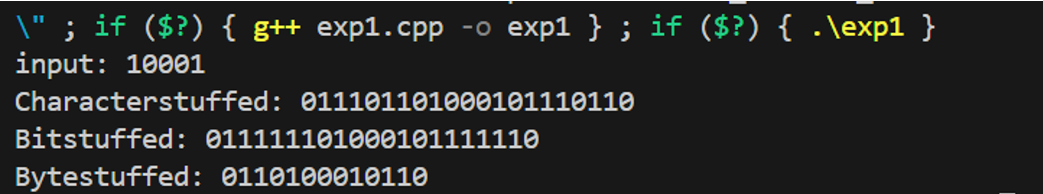 \" ; if ($?) { g++ exp1.cpp -o exp1 } ; if ($?) { .\exp1 }
input: 10001
Characterstuffed: 011101101000101110110
Bitstuffed: 011111101000101111110
Bytestuffed: 0110100010110